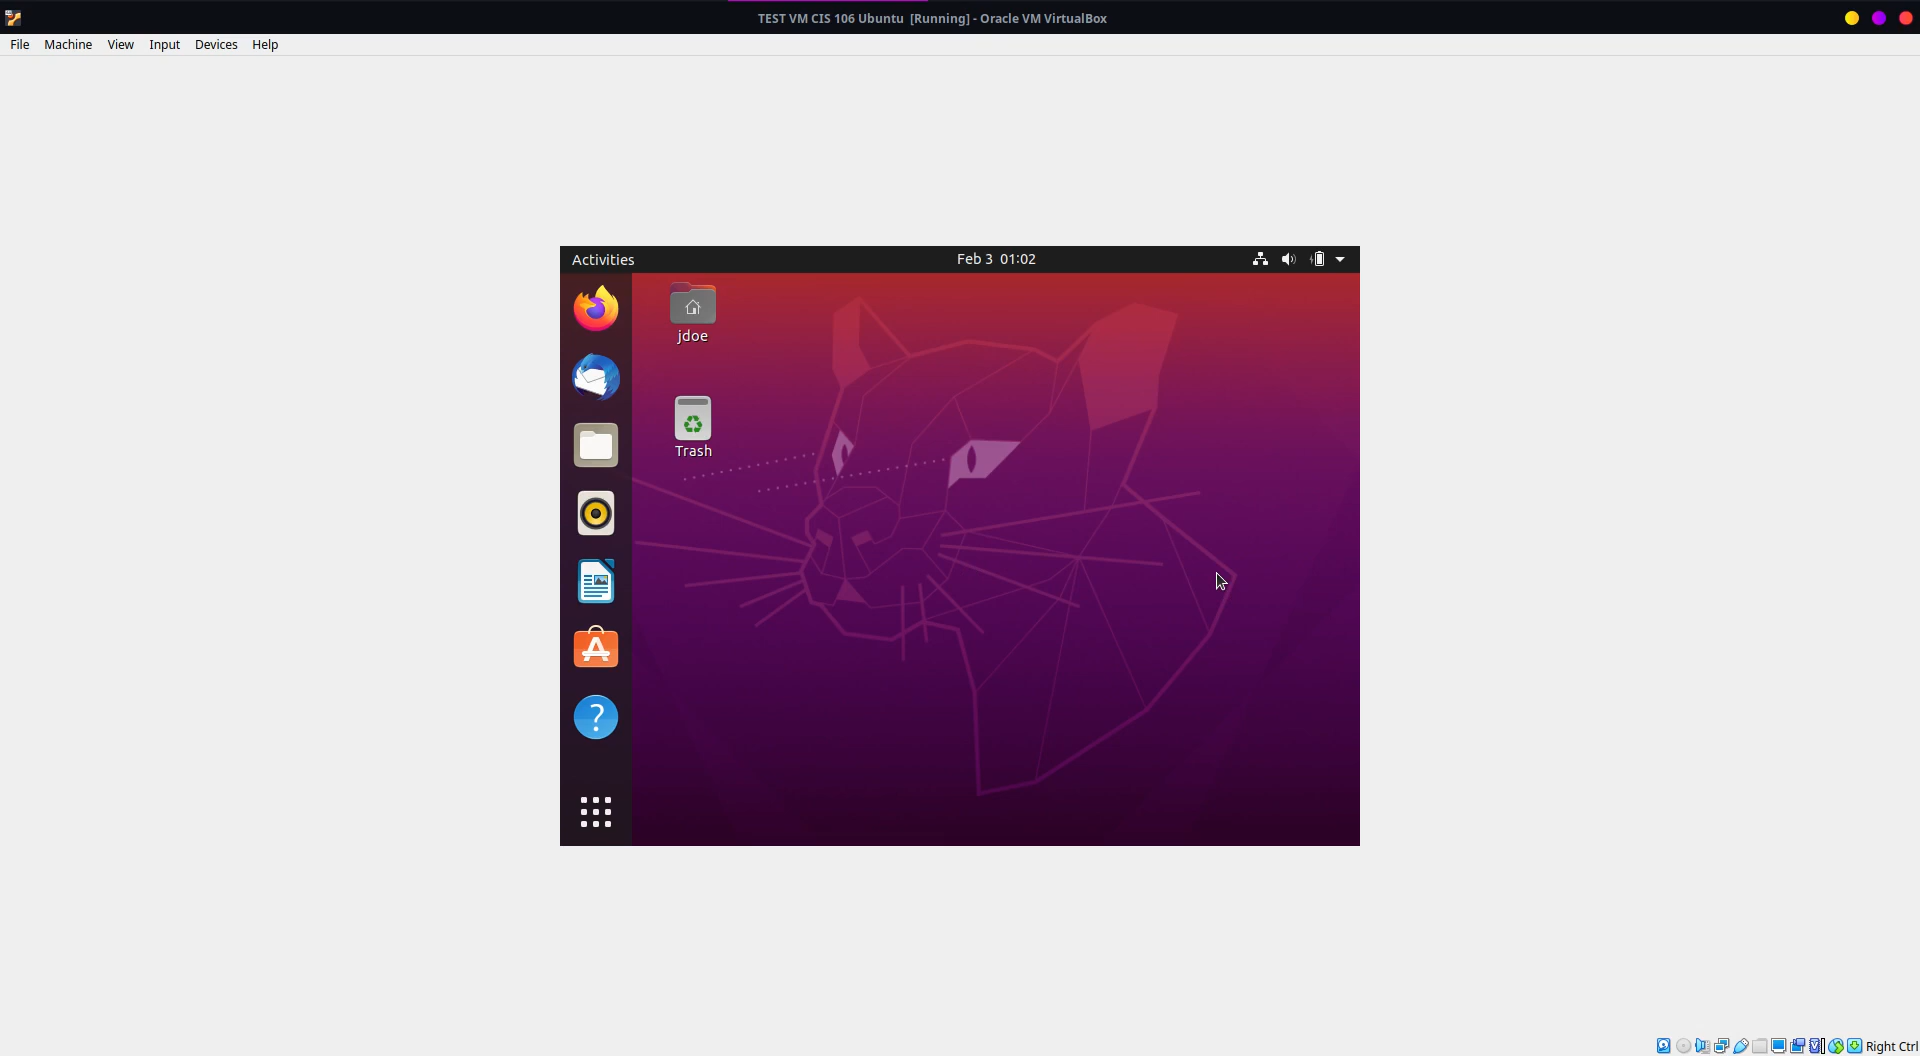 TEST VM CIS 106 Ubuntu [Running] - Oracle VM VirtualBox
File Machine View Input Devices Help
Activities
Feb 3 01:02
jdoe
Trash
Right Ctrl